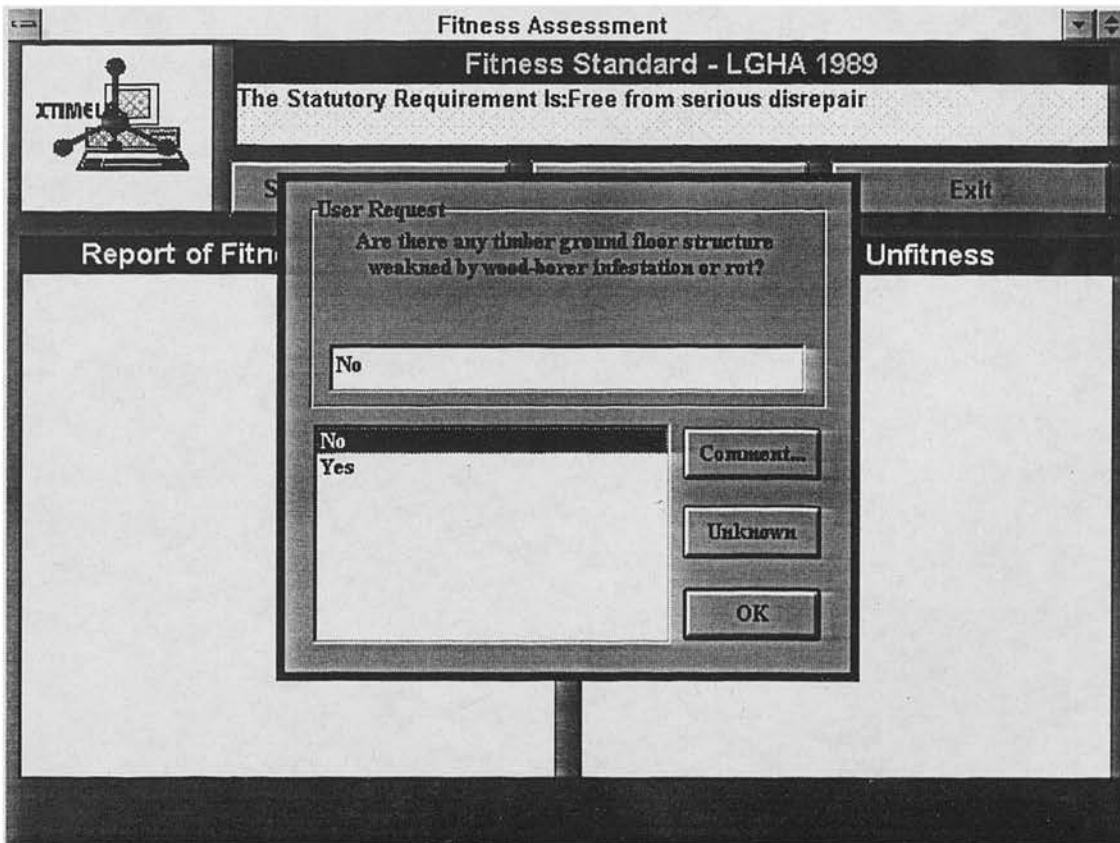 Fitness Assessment
Fitness Standard - LGHA 1989
XTIMEL
The Statutory Requirement Is:Free from serious disrepair
S
Exit
User Request
Are there any timber ground floor structure
weakned by wood-borer infestation or rot?
Report of Fitn
Unfitness
No
No
Yes
Comment...
Unknown
OK